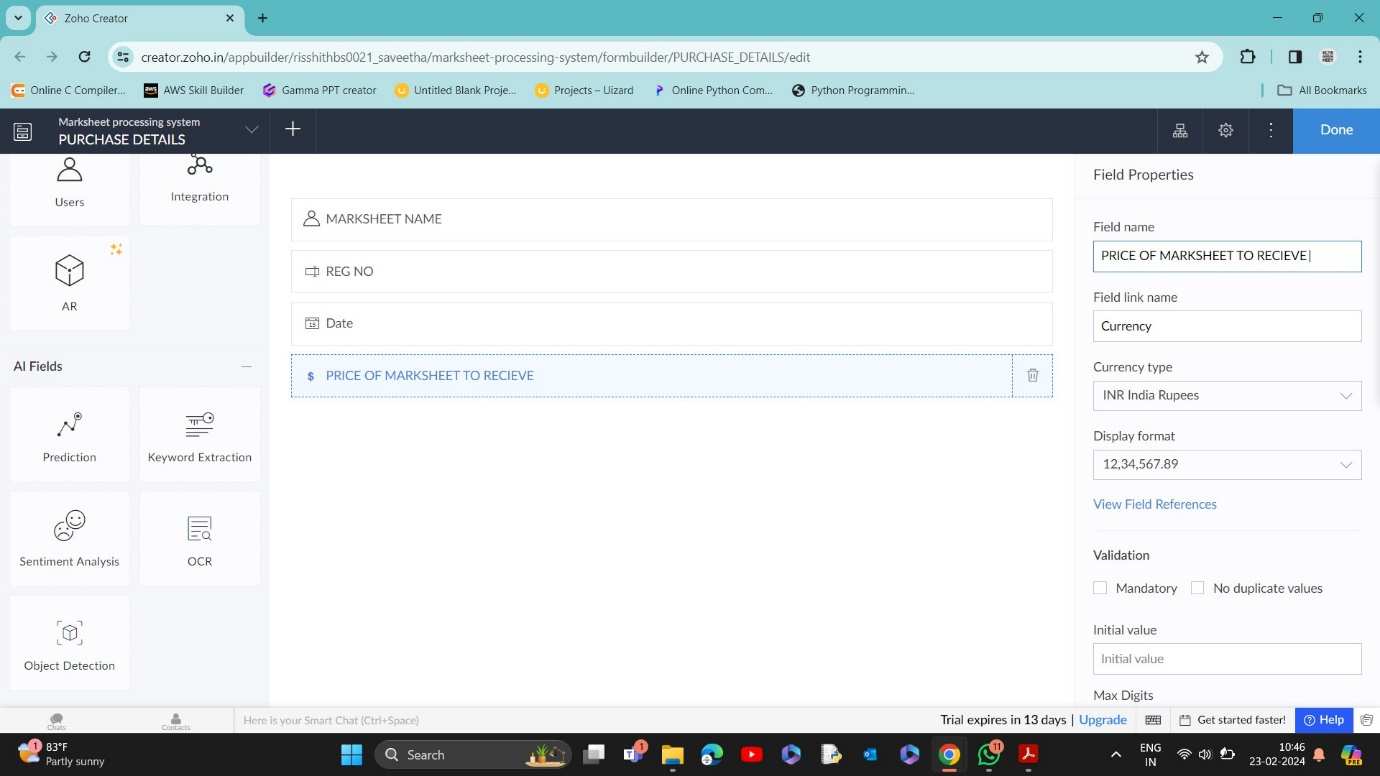 Zoho Creator
creator.zoho.in/appbuilder/risshithbs0021_saveetha/marksheet-processing-system/formbuilder/PURCHASE_DETAILS/edit
Online C Compiler...
AWS Skill Builder
Gamma PPT creator
Untitled Blank Proje...
Projects – Uizard
Online Python Com...
Python Programmin...
All Bookmarks
Marksheet processing system
PURCHASE DETAILS
Done
Users
Integration
AR
AI Fields
Prediction
Keyword Extraction
Sentiment Analysis
OCR
Object Detection
MARKSHEET NAME
REG NO
Date
$ PRICE OF MARKSHEET TO RECIEVE
Field Properties
Field name
PRICE OF MARKSHEET TO RECIEVE
Field link name
Currency
Currency type
INR India Rupees
Display format
12,34,567.89
View Field References
Validation
Mandatory
No duplicate values
Initial value
Initial value
Max Digits
Chats
Contacts
Here is your Smart Chat (Ctrl+Space)
Trial expires in 13 days | Upgrade
Get started faster!
Help
1
83°F
Partly sunny
Search
1
11
ENG
IN
10:46
23-02-2024
PRE